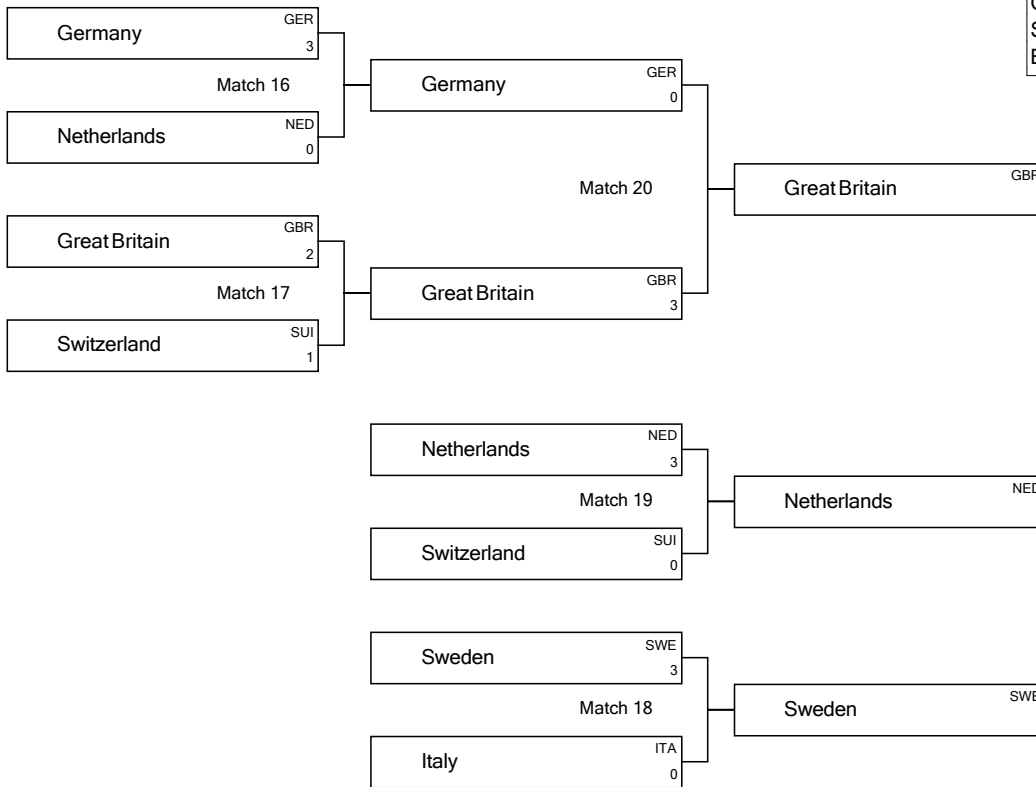 GER
Germany
3
Match 16
NED
Netherlands
0
GER
Germany
0
Match 20
GBR
Great Britain
GBR
Great Britain
2
Match 17
SUI
Switzerland
1
GBR
Great Britain
3
NED
Netherlands
3
Match 19
SUI
Switzerland
0
NED
Netherlands
SWE
Sweden
3
Match 18
ITA
Italy
0
SWE
Sweden